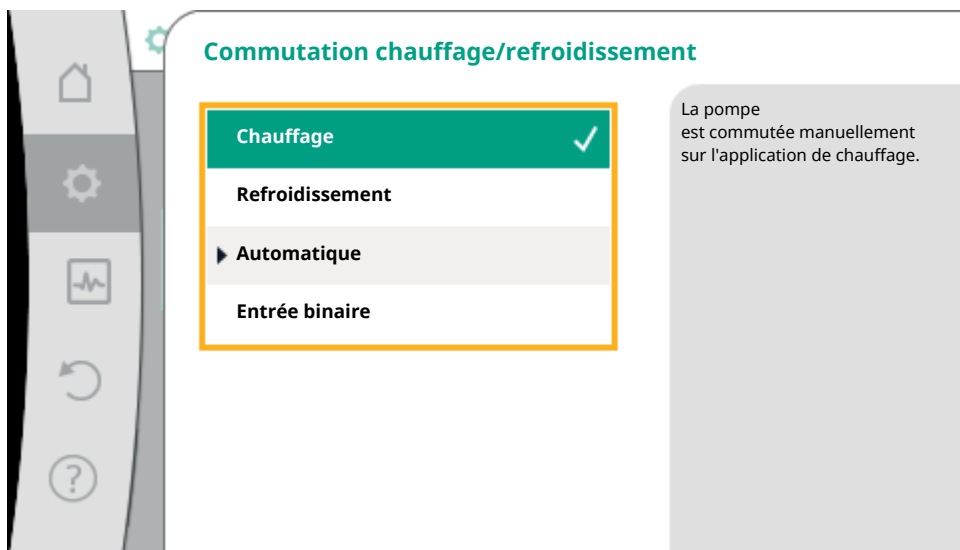 Commutation chauffage/refroidissement
Chauffage
Refroidissement
Automatique
Entrée binaire
La pompe
est commutée manuellement
sur l'application de chauffage.
?